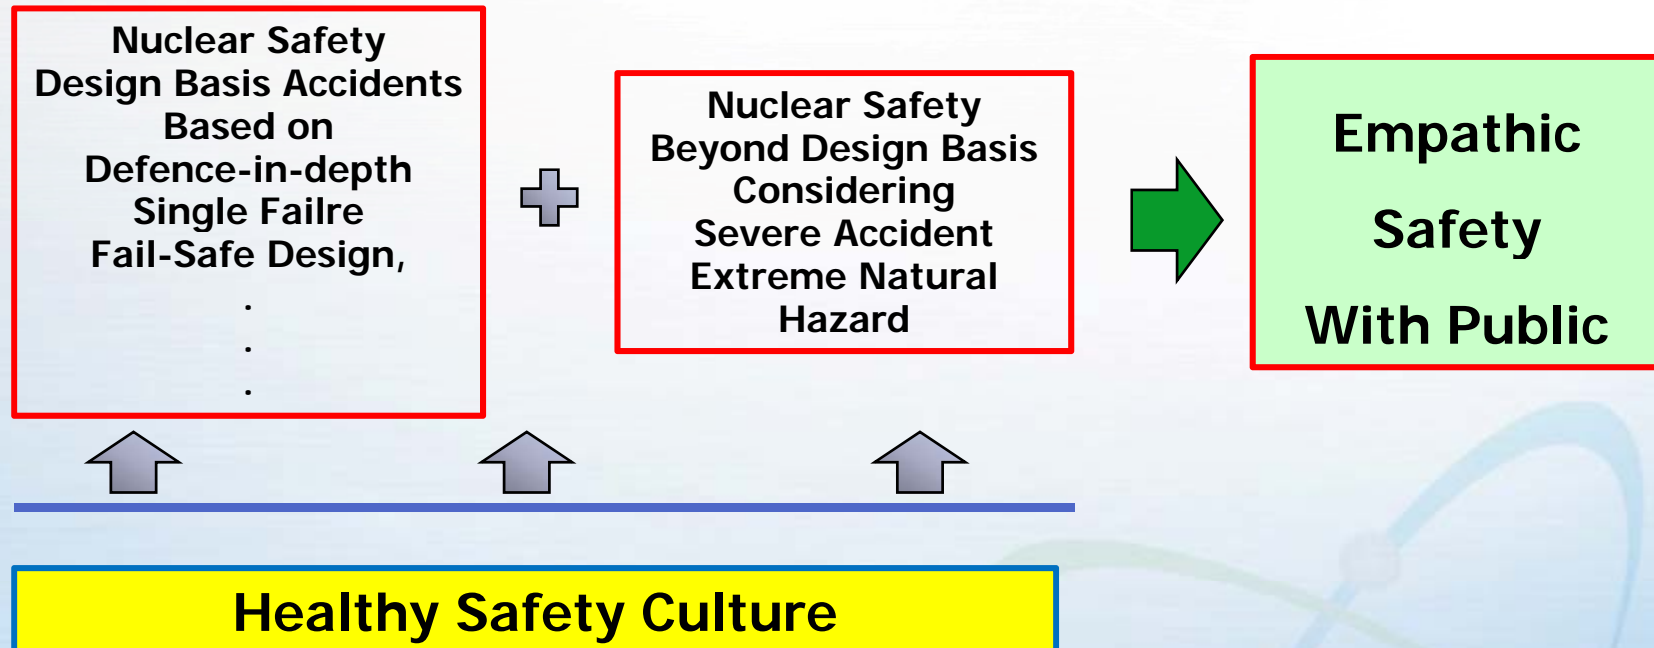 Nuclear Safety
Design Basis Accidents
Based on
Defence-in-depth
Single Failre
Fail-Safe Design,
.
.
.
Nuclear Safety
Beyond Design Basis
Considering
Severe Accident
Extreme Natural
Hazard
Empathic
Safety
With Public
Healthy Safety Culture